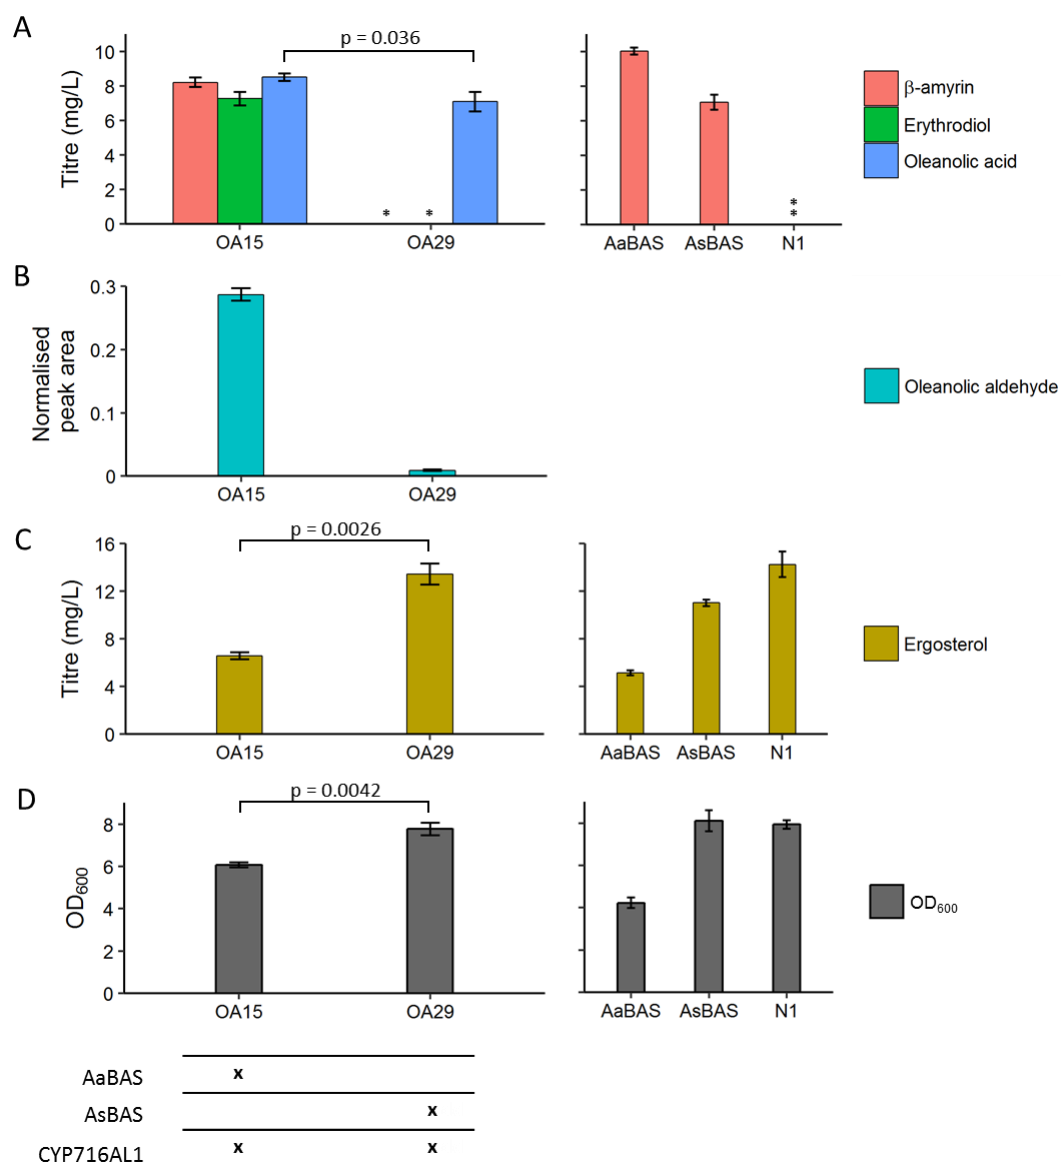 A
p = 0.036
Titre (mg/L)
10
8
6
4
2
0
* *
OA15 OA29
*
*
AaBAS AsBAS N1
β-amyrin
Erythrodiol
Oleanolic acid
B
Normalised
peak area
0.3
0.2
0.1
0
OA15 OA29
Oleanolic aldehyde
C
p = 0.0026
Titre (mg/L)
16
12
8
4
0
OA15 OA29
AaBAS AsBAS N1
Ergosterol
D
p = 0.0042
OD600
8
6
4
2
0
OA15 OA29
AaBAS AsBAS N1
OD600
AaBAS x
AsBAS x
CYP716AL1 x x